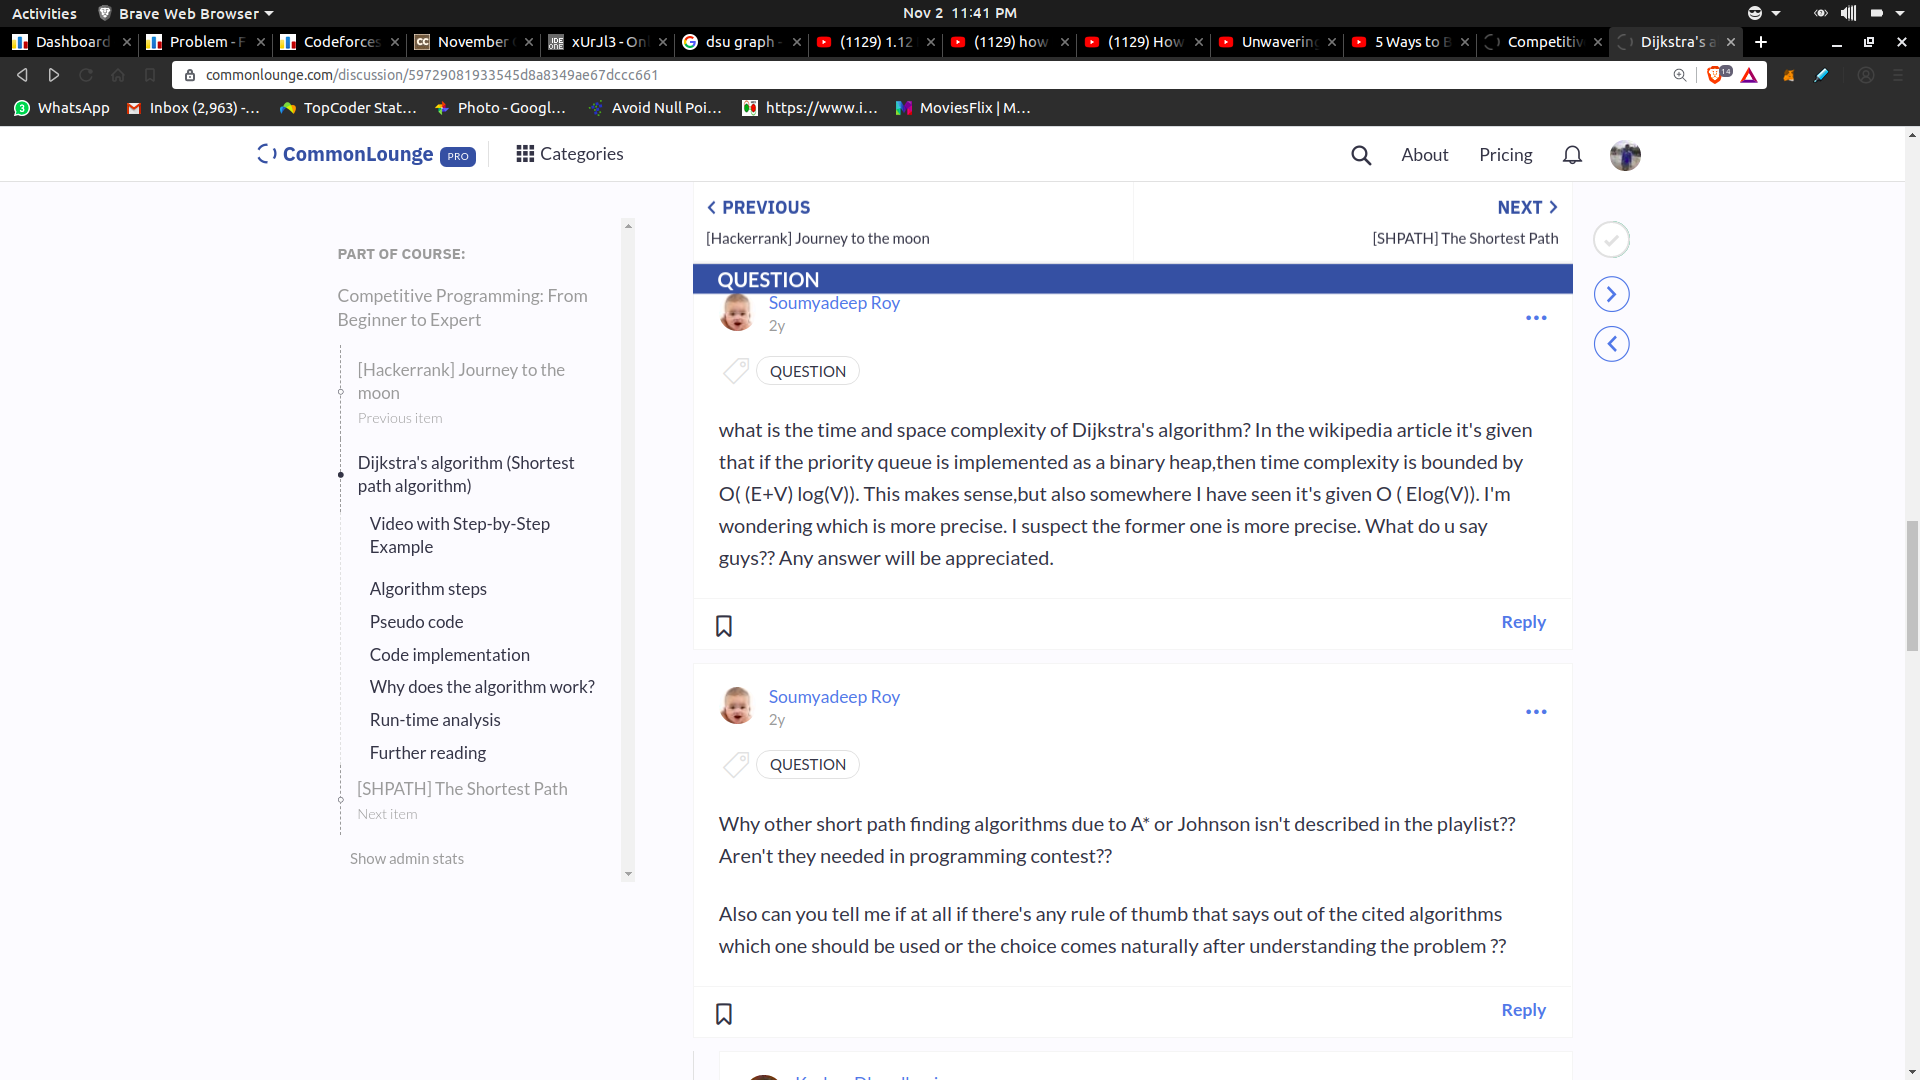 Activities Brave Web Browser Nov 2 11:41 PM
Dashboard Problem - F Codeforces November xUrJl3 - Onl dsu graph - (1129) 1.12 (1129) how (1129) How Unwavering 5 Ways to B Competitiv Dijkstra's a
commonlounge.com/discussion/59729081933545d8a8349ae67dccc661 14
WhatsApp Inbox (2,963) -... TopCoder Stat... Photo - Googl... Avoid Null Poi... https://www.i... MoviesFlix | M...
CommonLounge PRO Categories About Pricing
PREVIOUS NEXT
[Hackerrank] Journey to the moon [SHPATH] The Shortest Path
PART OF COURSE:
Competitive Programming: From
Beginner to Expert
[Hackerrank] Journey to the
moon
Previous item
Dijkstra's algorithm (Shortest
path algorithm)
Video with Step-by-Step
Example
Algorithm steps
Pseudo code
Code implementation
Why does the algorithm work?
Run-time analysis
Further reading
[SHPATH] The Shortest Path
Next item
Show admin stats
QUESTION
Soumyadeep Roy
2y
QUESTION
what is the time and space complexity of Dijkstra's algorithm? In the wikipedia article it's given
that if the priority queue is implemented as a binary heap,then time complexity is bounded by
O( (E+V) log(V)). This makes sense,but also somewhere I have seen it's given O ( Elog(V)). I'm
wondering which is more precise. I suspect the former one is more precise. What do u say
guys?? Any answer will be appreciated.
Reply
Soumyadeep Roy
2y
QUESTION
Why other short path finding algorithms due to A* or Johnson isn't described in the playlist??
Aren't they needed in programming contest??
Also can you tell me if at all if there's any rule of thumb that says out of the cited algorithms
which one should be used or the choice comes naturally after understanding the problem ??
Reply